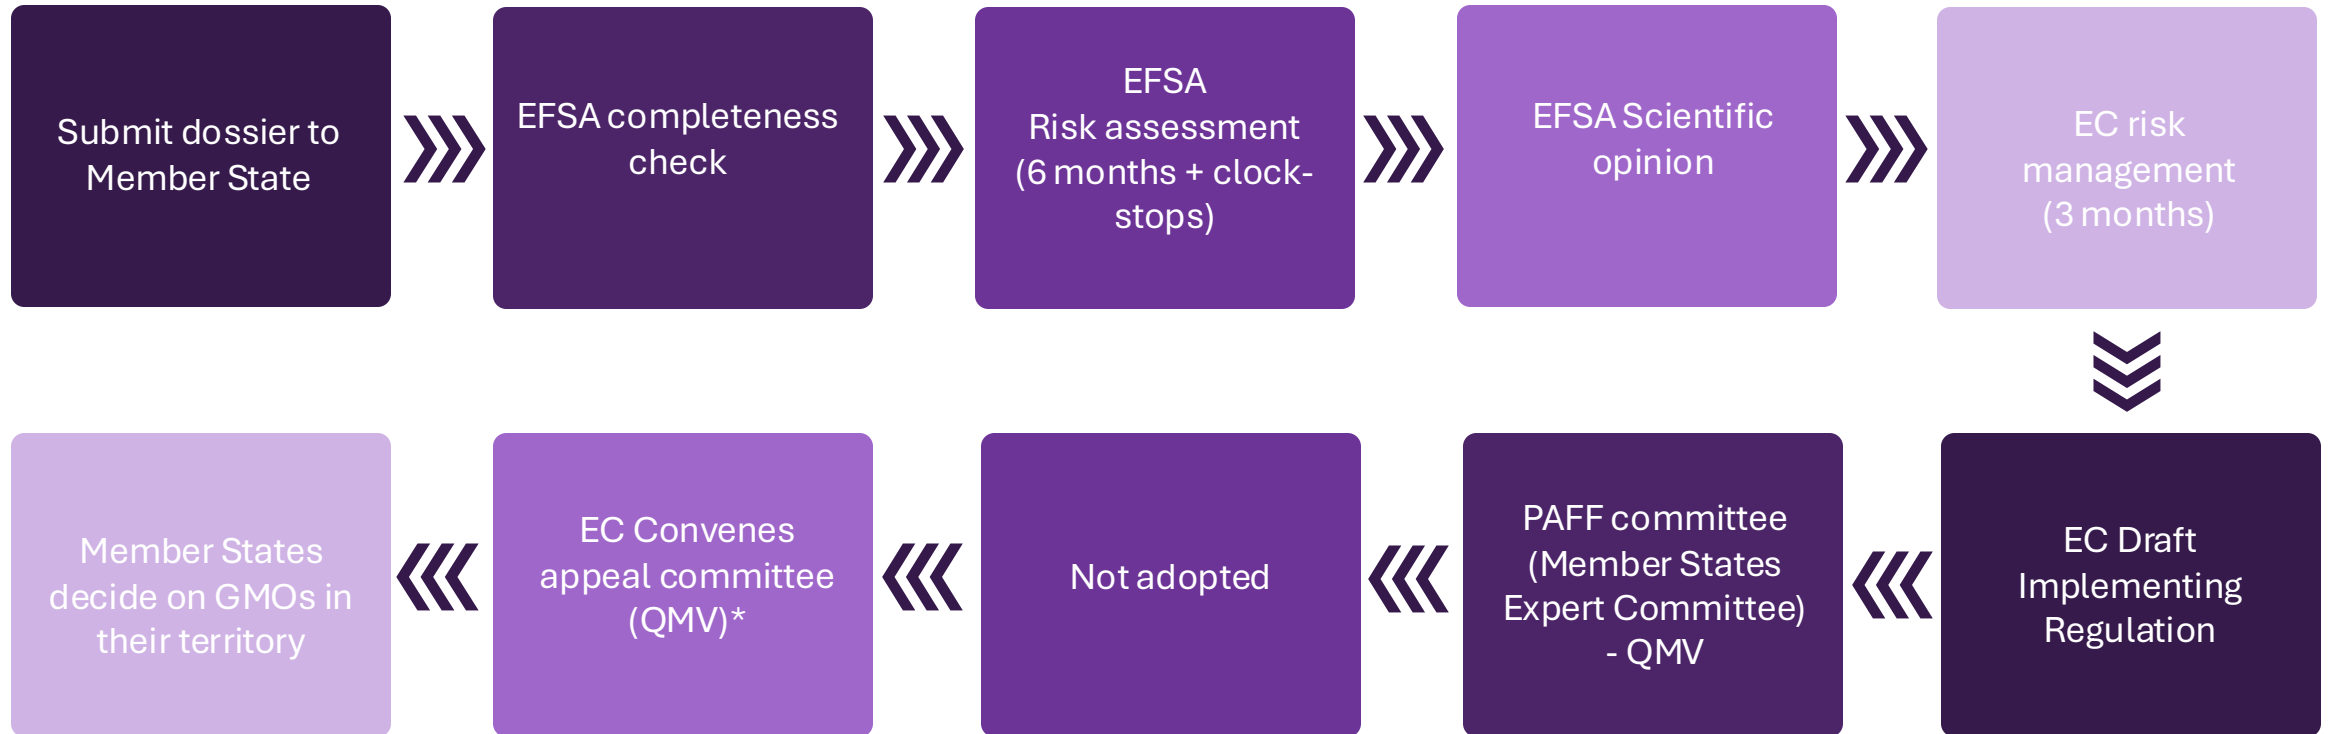 Submit dossier to
Member State
EFSA completeness
check
EFSA
Risk assessment
(6 months + clock-
stops)
EFSA Scientific
opinion
EC risk
management
(3 months)
EC Draft
Implementing
Regulation
PAFF committee
(Member States
Expert Committee)
- QMV
Not adopted
EC Convenes
appeal committee
(QMV)*
Member States
decide on GMOs in
their territory